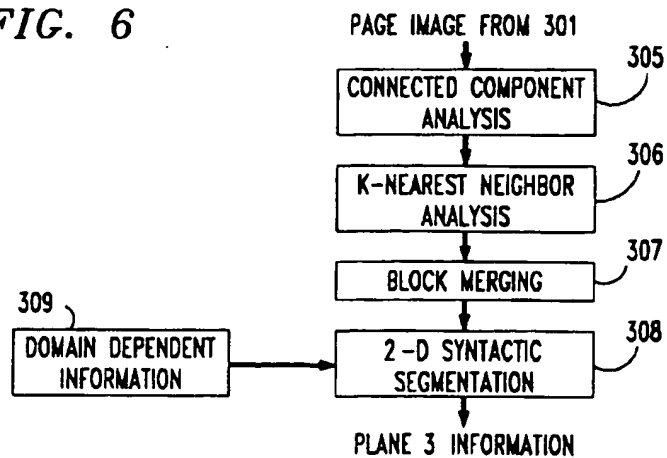 FIG. 6
PAGE IMAGE FROM 301
305
CONNECTED COMPONENT
ANALYSIS
306
K-NEAREST NEIGHBOR
ANALYSIS
307
BLOCK MERGING
309
308
DOMAIN DEPENDENT
INFORMATION
2-D SYNTACTIC
SEGMENTATION
PLANE 3 INFORMATION